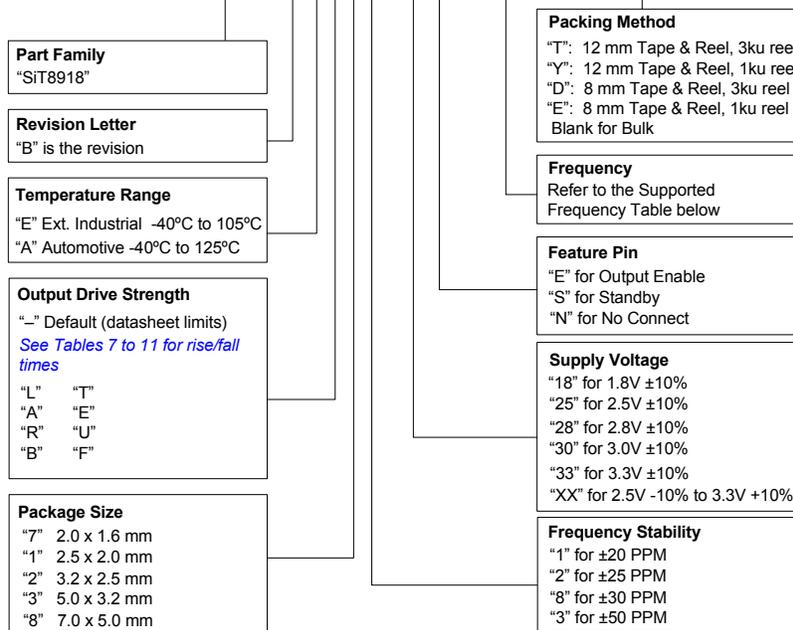 Part Family
“SiT8918”
Revision Letter
“B” is the revision
Temperature Range
“E” Ext. Industrial -40ºC to 105ºC
“A” Automotive -40ºC to 125ºC
Output Drive Strength
“–” Default (datasheet limits)
See Tables 7 to 11 for rise/fall
times
“L” “T”
“A” “E”
“R” “U”
“B” “F”
Package Size
“7” 2.0 x 1.6 mm
“1” 2.5 x 2.0 mm
“2” 3.2 x 2.5 mm
“3” 5.0 x 3.2 mm
“8” 7.0 x 5.0 mm
Packing Method
“T”: 12 mm Tape & Reel, 3ku ree
“Y”: 12 mm Tape & Reel, 1ku ree
“D”: 8 mm Tape & Reel, 3ku reel
“E”: 8 mm Tape & Reel, 1ku reel
Blank for Bulk
Frequency
Refer to the Supported
Frequency Table below
Feature Pin
“E” for Output Enable
“S” for Standby
“N” for No Connect
Supply Voltage
“18” for 1.8V ±10%
“25” for 2.5V ±10%
“28” for 2.8V ±10%
“30” for 3.0V ±10%
“33” for 3.3V ±10%
“XX” for 2.5V -10% to 3.3V +10%
Frequency Stability
“1” for ±20 PPM
“2” for ±25 PPM
“8” for ±30 PPM
“3” for ±50 PPM